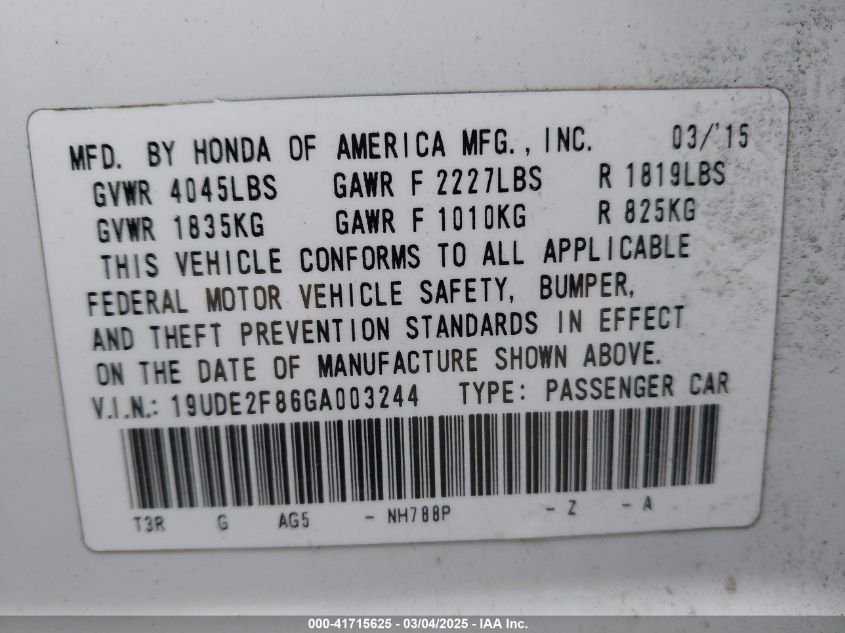 MFD. BY HONDA OF AMERICA MFG., INC. 03/'15
GVWR 4045LBS GAWR F 2227LBS R 1819LBS
GVWR 1835KG GAWR F 1010KG R 825KG
THIS VEHICLE CONFORMS TO ALL APPLICABLE
FEDERAL MOTOR VEHICLE SAFETY, BUMPER,
AND THEFT PREVENTION STANDARDS IN EFFECT
ON THE DATE OF MANUFACTURE SHOWN ABOVE.
V.I.N.: 19UDE2F86GA003244 TYPE: PASSENGER CAR
T3R G AG5 - NH788P - Z - A
000-41715625 - 03/04/2025 - IAA Inc.